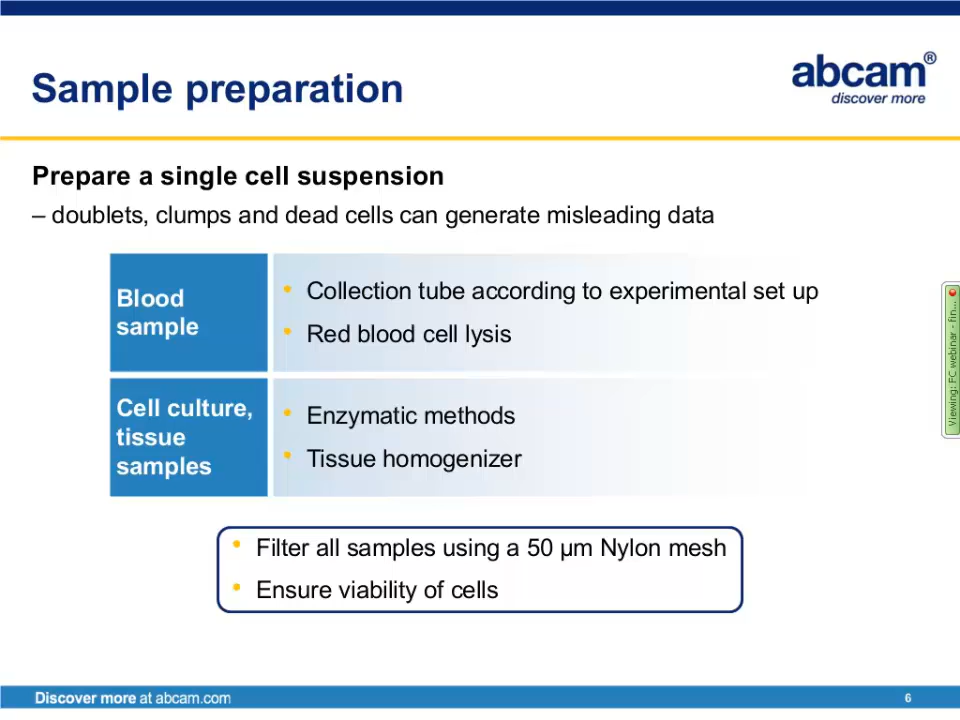 abcam®
discover more
Sample preparation
Prepare a single cell suspension
– doublets, clumps and dead cells can generate misleading data
Blood
sample
• Collection tube according to experimental set up
• Red blood cell lysis
Cell culture,
tissue
samples
• Enzymatic methods
• Tissue homogenizer
• Filter all samples using a 50 µm Nylon mesh
• Ensure viability of cells
Viewing: FC webinar - fin...
Discover more at abcam.com
6